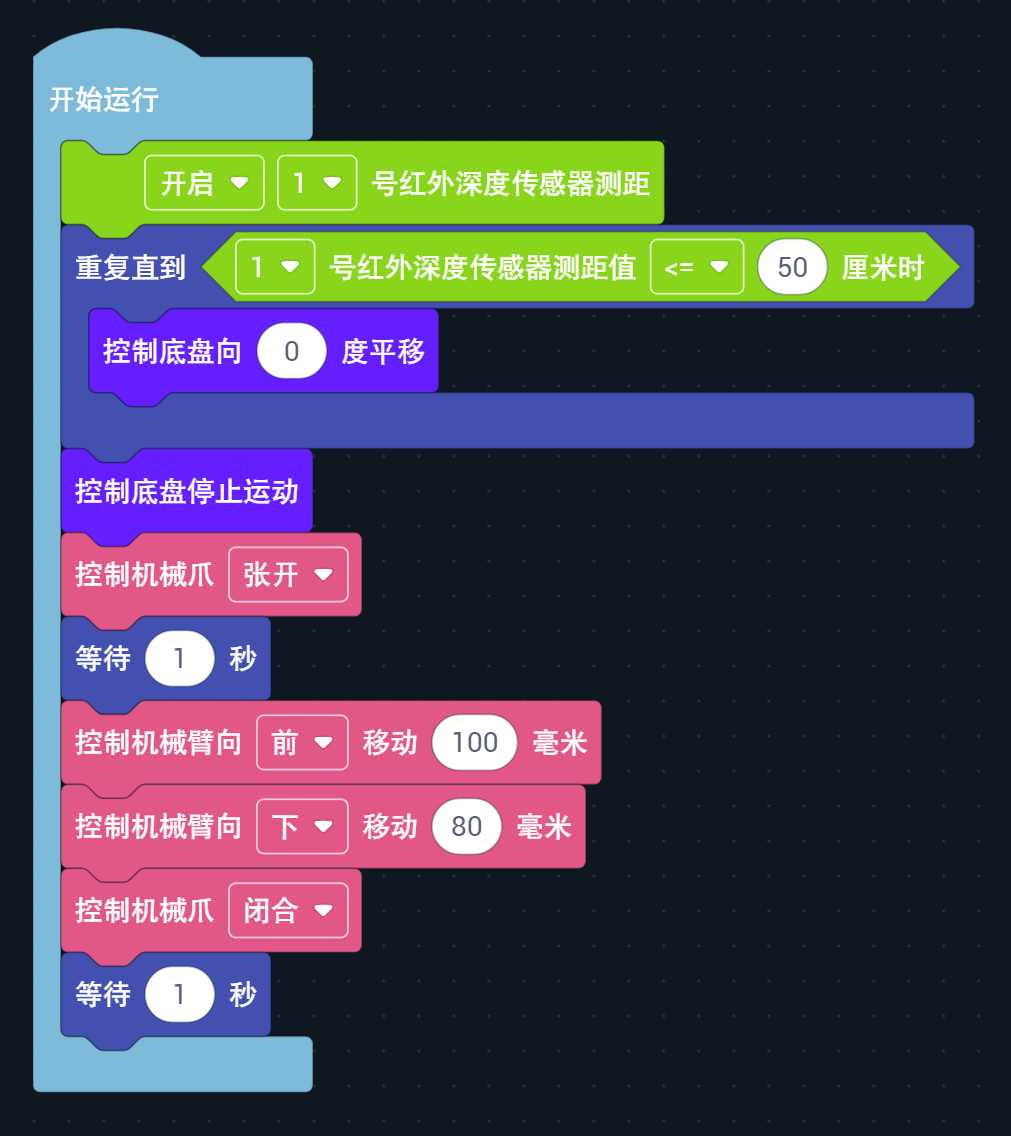 开始运行
开启 1 号红外深度传感器测距
重复直到 1 号红外深度传感器测距值 <= 50 厘米时
控制底盘向 0 度平移
控制底盘停止运动
控制机械爪 张开
等待 1 秒
控制机械臂向 前 移动 100 毫米
控制机械臂向 下 移动 80 毫米
控制机械爪 闭合
等待 1 秒